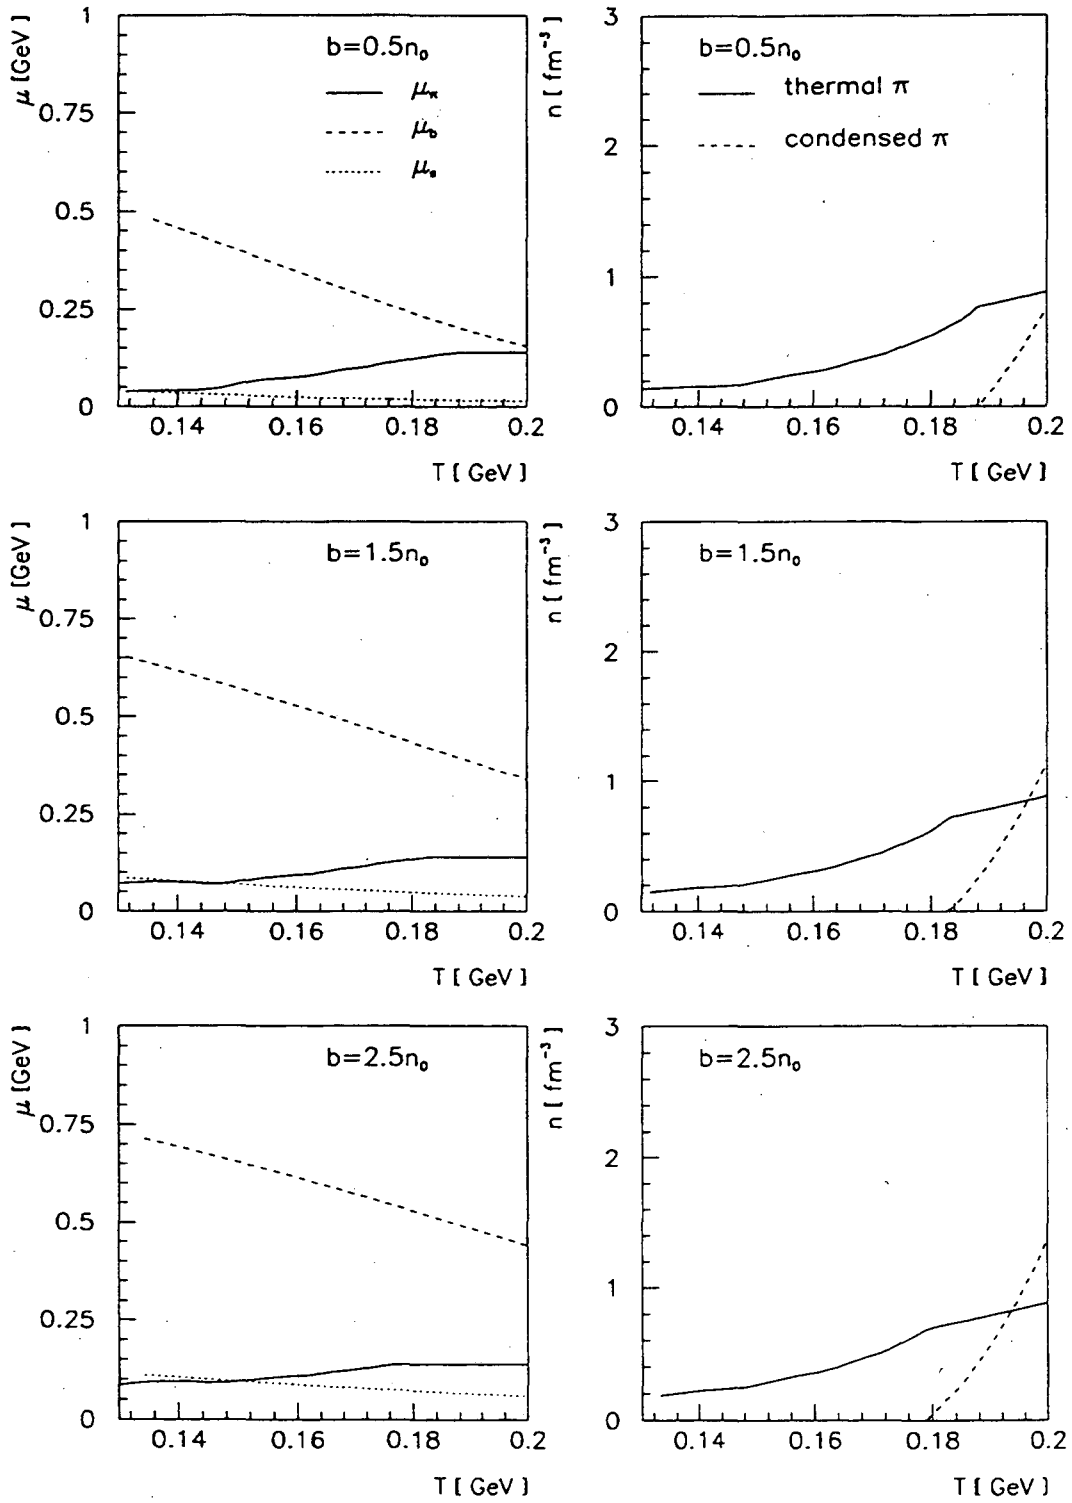 μ [GeV]
1
0.75
0.5
0.25
0
b=0.5n₀
μπ
μb
μs
0.14 0.16 0.18 0.2
T [ GeV ]
n [ fm⁻³ ]
3
2
1
0
b=0.5n₀
thermal π
condensed π
0.14 0.16 0.18 0.2
T [ GeV ]
μ [GeV]
1
0.75
0.5
0.25
0
b=1.5n₀
0.14 0.16 0.18 0.2
T [ GeV ]
n [ fm⁻³ ]
3
2
1
0
b=1.5n₀
0.14 0.16 0.18 0.2
T [ GeV ]
μ [GeV]
1
0.75
0.5
0.25
0
b=2.5n₀
0.14 0.16 0.18 0.2
T [ GeV ]
n [ fm⁻³ ]
3
2
1
0
b=2.5n₀
0.14 0.16 0.18 0.2
T [ GeV ]